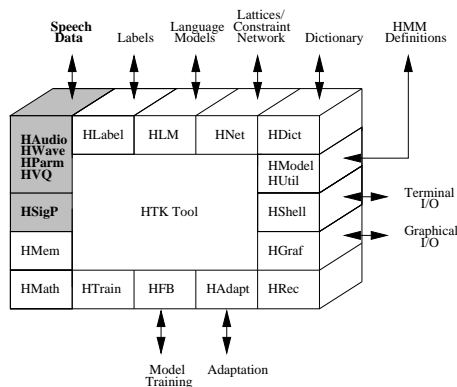 Speech
Data
Labels
Language
Models
Lattices/
Constraint
Network
Dictionary
HMM
Definitions
HAudio
HWave
HParm
HVQ
HLabel
HLM
HNet
HDict
HModel
HUtil
HSigP
HTK Tool
HShell
Terminal
I/O
Graphical
I/O
HMem
HGraf
HMath
HTrain
HFB
HAdapt
HRec
Model
Training
Adaptation